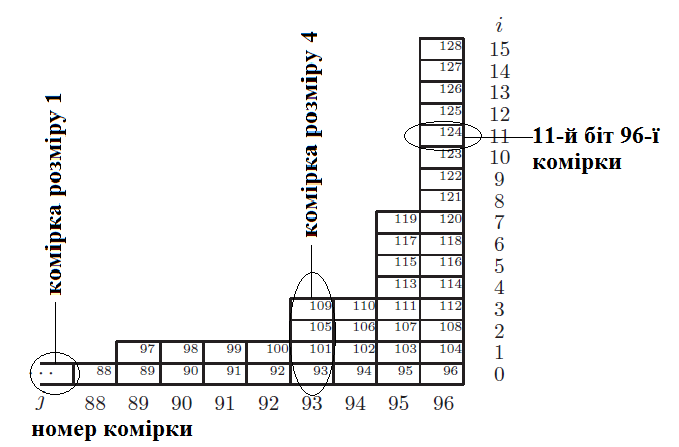 i
128 15
127 14
126 13
125 12
124 11
123 10
122 9
121 8
119 120 7
117 118 6
115 116 5
113 114 4
109 110 111 112 3
105 106 107 108 2
97 98 99 100 101 102 103 104 1
.. 88 89 90 91 92 93 94 95 96 0
j 88 89 90 91 92 93 94 95 96
номер комірки
комірка розміру 1
комірка розміру 4
11-й біт 96-ї
комірки